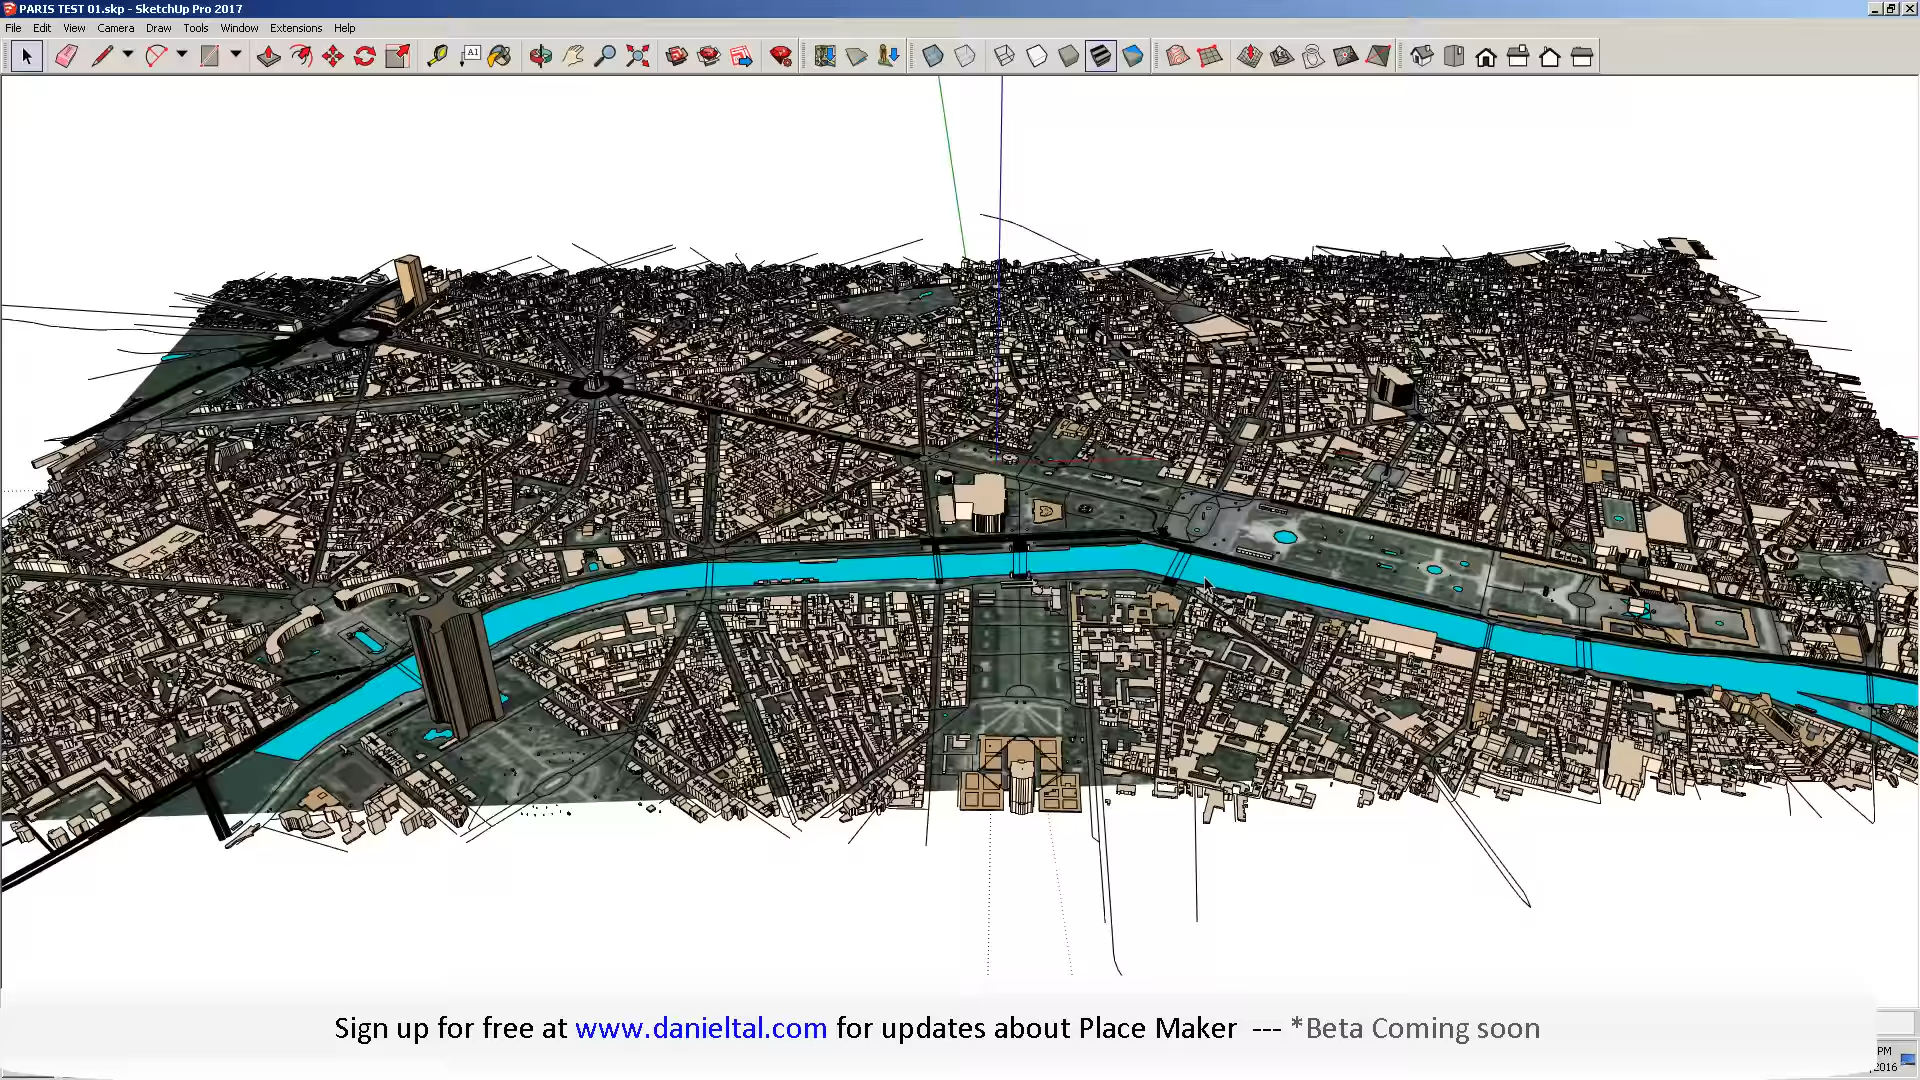 PARIS TEST 01.skp - SketchUp Pro 2017
File Edit View Camera Draw Tools Window Extensions Help
A1
Sign up for free at www.danieltal.com for updates about Place Maker --- *Beta Coming soon
PM
2016